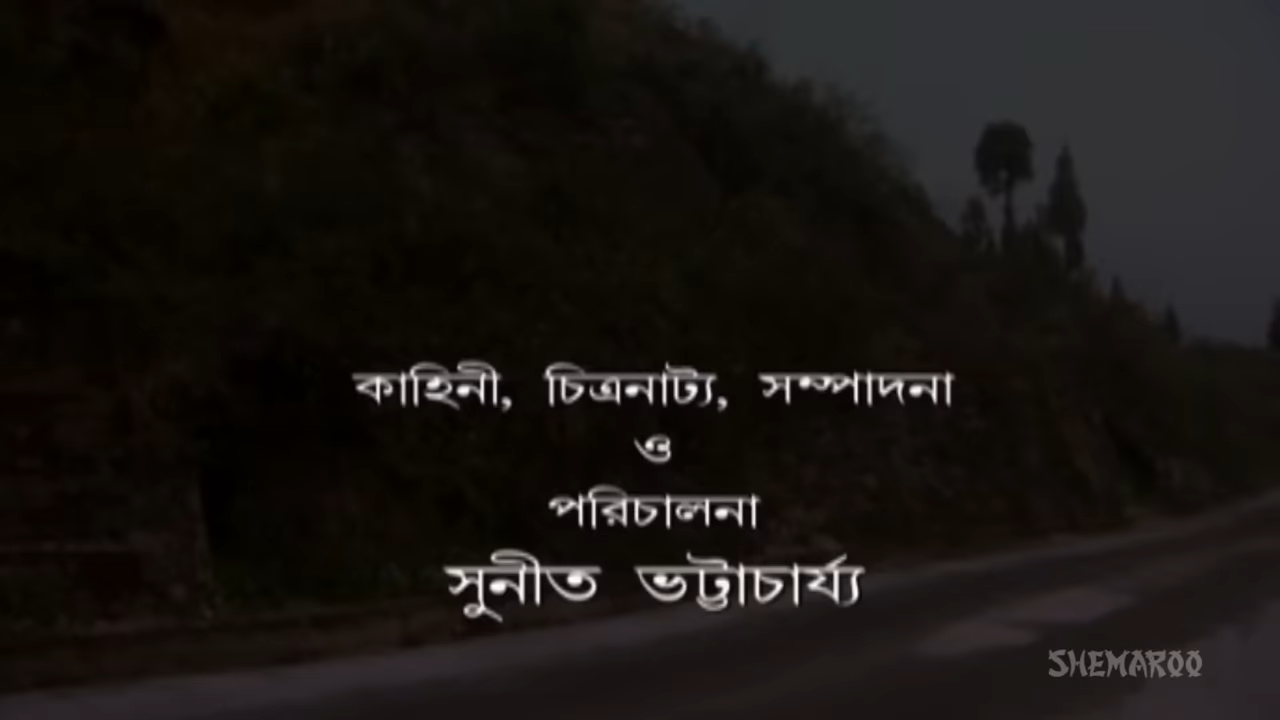 কাহিনী, চিত্রনাট্য, সম্পাদনা
ও
পরিচালনা
সুনীত ভট্টাচার্য্য
SHEMAROO